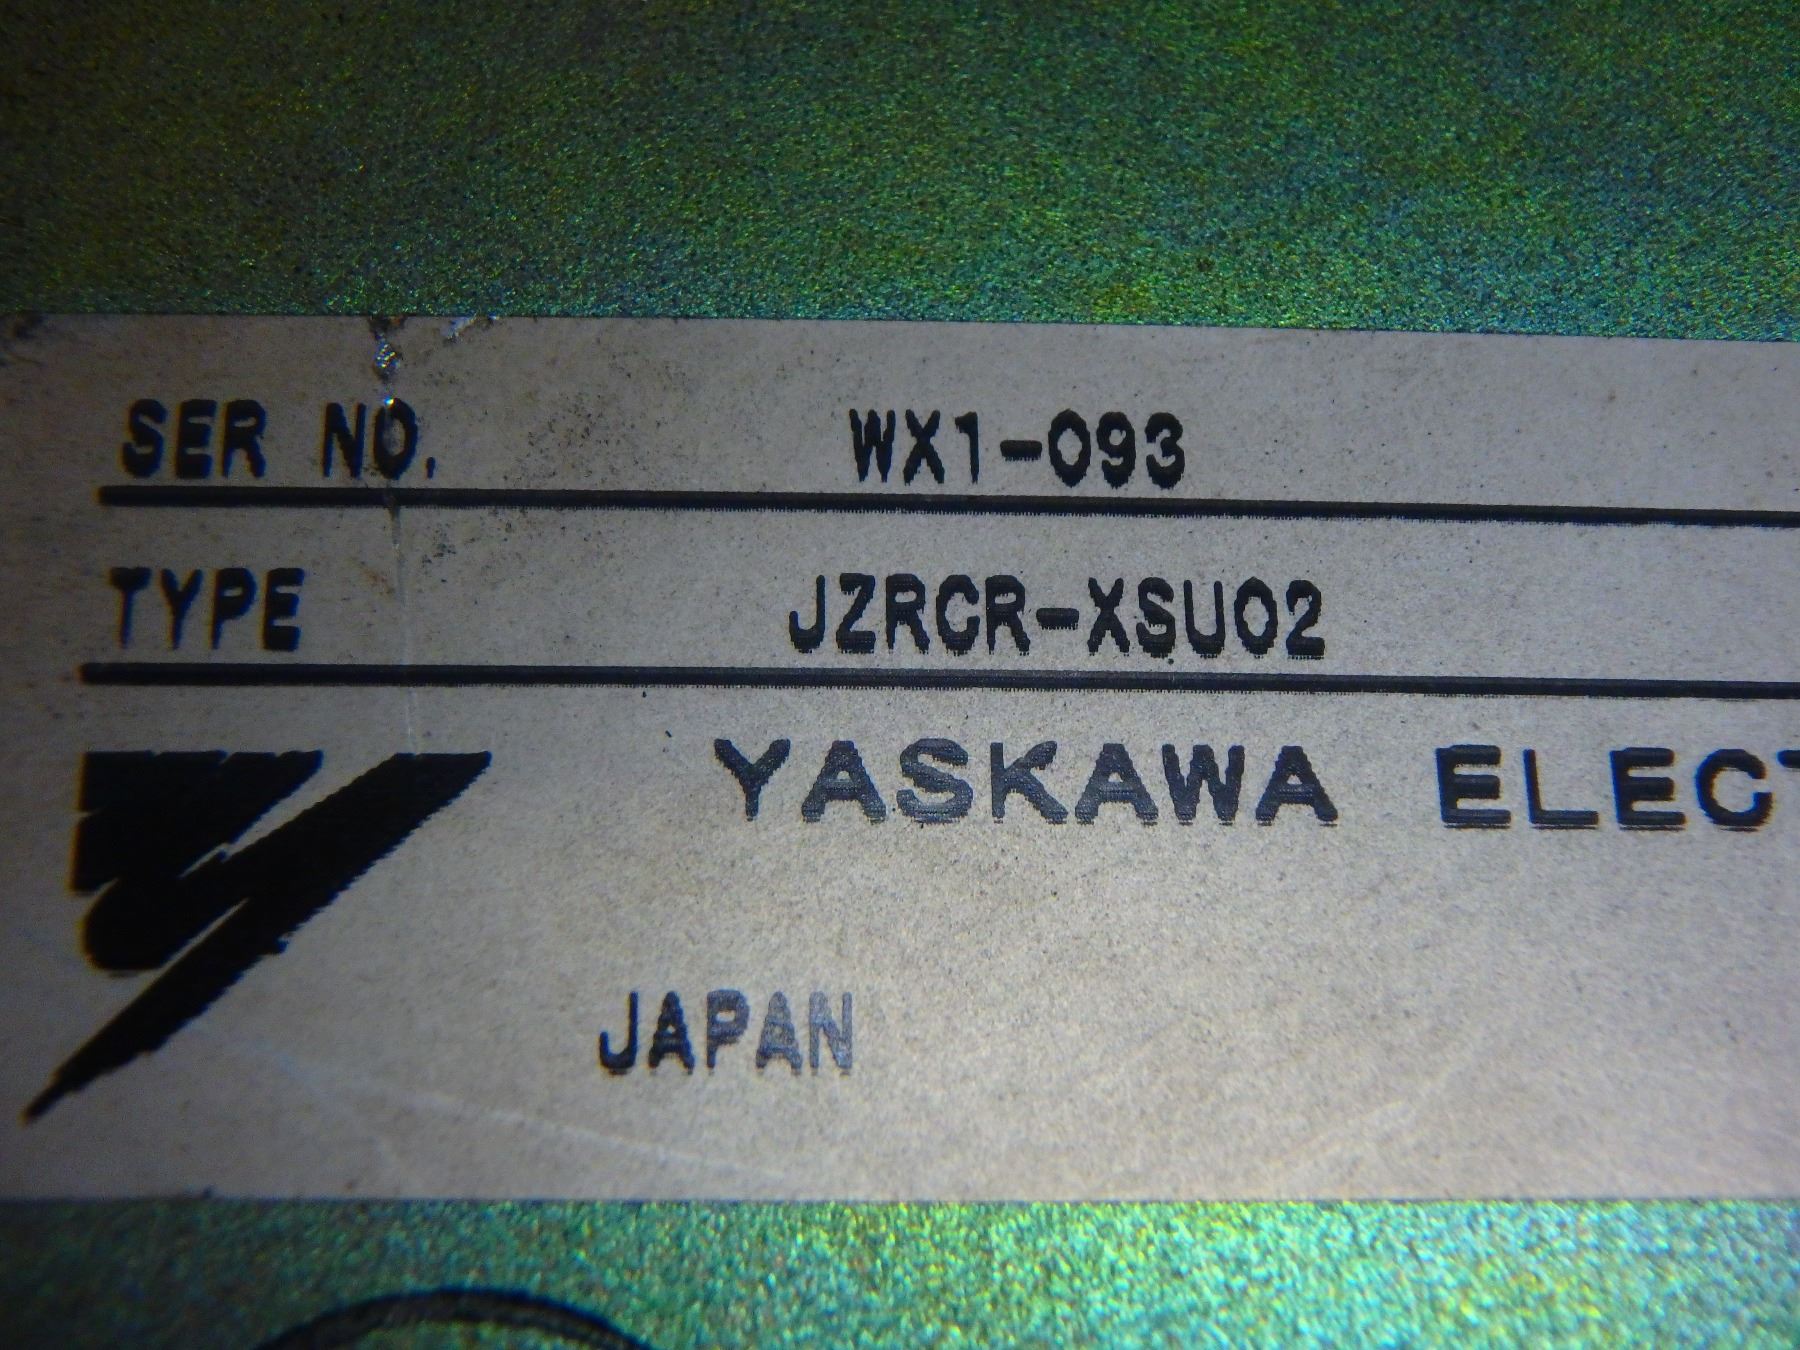 SER NO. WX1-093
TYPE JZRCR-XSU02
YASKAWA ELECT
JAPAN